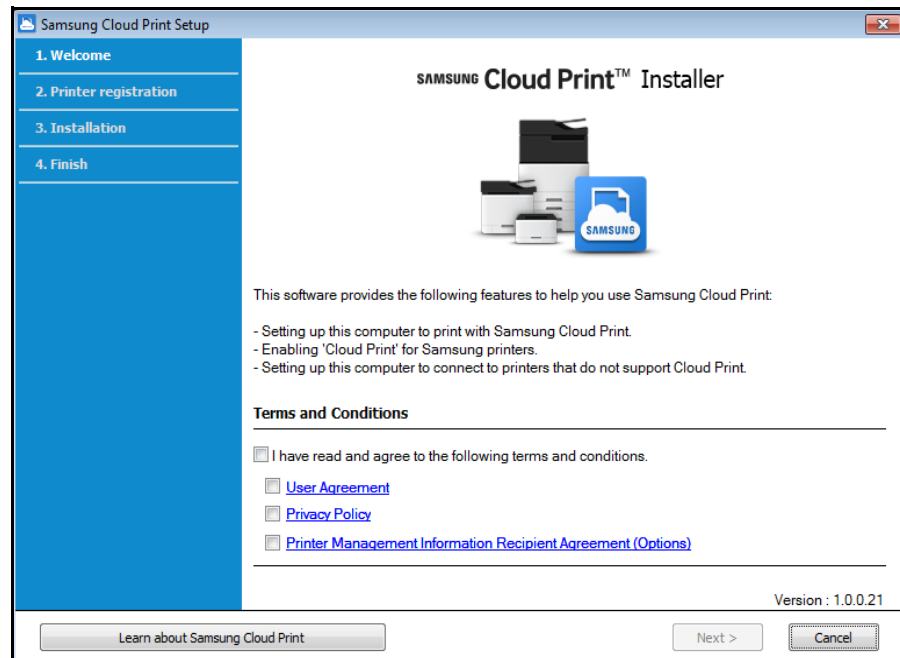 Samsung Cloud Print Setup
1. Welcome
2. Printer registration
3. Installation
4. Finish
SAMSUNG Cloud Print™ Installer
SAMSUNG
This software provides the following features to help you use Samsung Cloud Print:
- Setting up this computer to print with Samsung Cloud Print.
- Enabling 'Cloud Print' for Samsung printers.
- Setting up this computer to connect to printers that do not support Cloud Print.
Terms and Conditions
I have read and agree to the following terms and conditions.
User Agreement
Privacy Policy
Printer Management Information Recipient Agreement (Options)
Version : 1.0.0.21
Learn about Samsung Cloud Print
Next >
Cancel